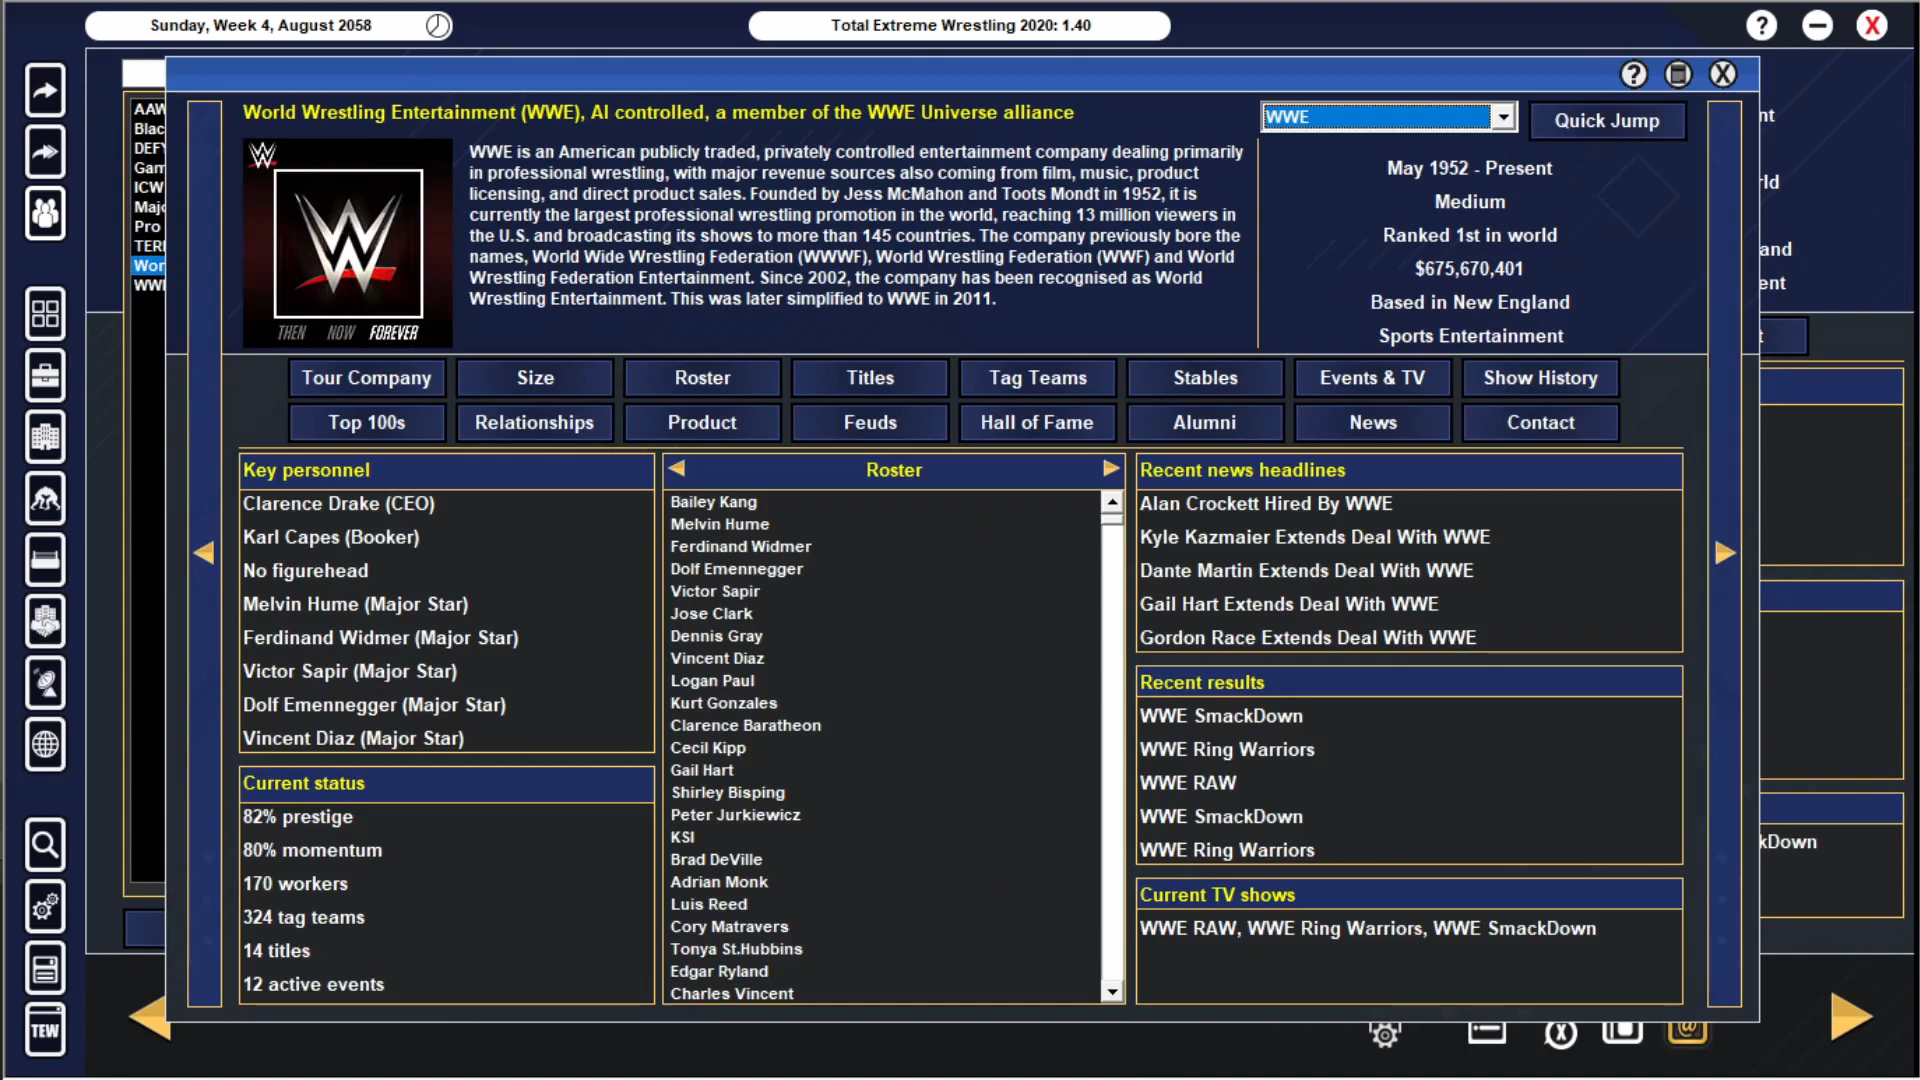 Sunday, Week 4, August 2058
Total Extreme Wrestling 2020: 1.40
?
X
AAW
Blac
DEFY
Gam
ICW
Majo
Pro
TERI
Wor
WWE
World Wrestling Entertainment (WWE), AI controlled, a member of the WWE Universe alliance
WWE
Quick Jump
THEN NOW FOREVER
WWE is an American publicly traded, privately controlled entertainment company dealing primarily
in professional wrestling, with major revenue sources also coming from film, music, product
licensing, and direct product sales. Founded by Jess McMahon and Toots Mondt in 1952, it is
currently the largest professional wrestling promotion in the world, reaching 13 million viewers in
the U.S. and broadcasting its shows to more than 145 countries. The company previously bore the
names, World Wide Wrestling Federation (WWWF), World Wrestling Federation (WWF) and World
Wrestling Federation Entertainment. Since 2002, the company has been recognised as World
Wrestling Entertainment. This was later simplified to WWE in 2011.
May 1952 - Present
Medium
Ranked 1st in world
$675,670,401
Based in New England
Sports Entertainment
Tour Company
Size
Roster
Titles
Tag Teams
Stables
Events & TV
Show History
Top 100s
Relationships
Product
Feuds
Hall of Fame
Alumni
News
Contact
Key personnel
Clarence Drake (CEO)
Karl Capes (Booker)
No figurehead
Melvin Hume (Major Star)
Ferdinand Widmer (Major Star)
Victor Sapir (Major Star)
Dolf Emennegger (Major Star)
Vincent Diaz (Major Star)
Current status
82% prestige
80% momentum
170 workers
324 tag teams
14 titles
12 active events
Roster
Bailey Kang
Melvin Hume
Ferdinand Widmer
Dolf Emennegger
Victor Sapir
Jose Clark
Dennis Gray
Vincent Diaz
Logan Paul
Kurt Gonzales
Clarence Baratheon
Cecil Kipp
Gail Hart
Shirley Bisping
Peter Jurkiewicz
KSI
Brad DeVille
Adrian Monk
Luis Reed
Cory Matravers
Tonya St.Hubbins
Edgar Ryland
Charles Vincent
Recent news headlines
Alan Crockett Hired By WWE
Kyle Kazmaier Extends Deal With WWE
Dante Martin Extends Deal With WWE
Gail Hart Extends Deal With WWE
Gordon Race Extends Deal With WWE
Recent results
WWE SmackDown
WWE Ring Warriors
WWE RAW
WWE SmackDown
WWE Ring Warriors
Current TV shows
WWE RAW, WWE Ring Warriors, WWE SmackDown
nt
rld
and
ent
t
kDown
TEW